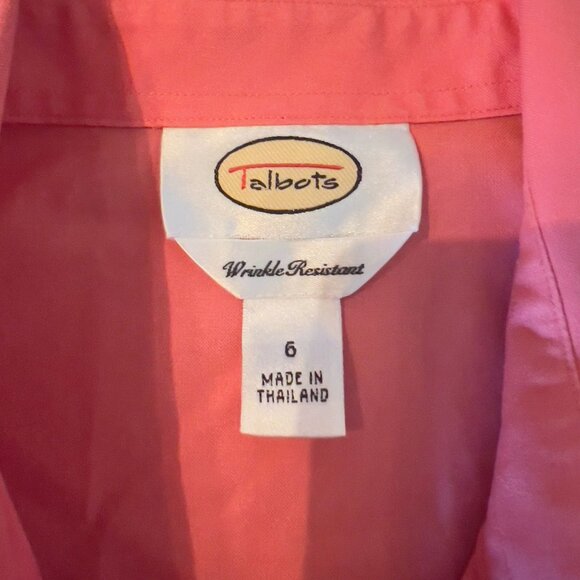 Talbots
Wrinkle Resistant
6
MADE IN
THAILAND